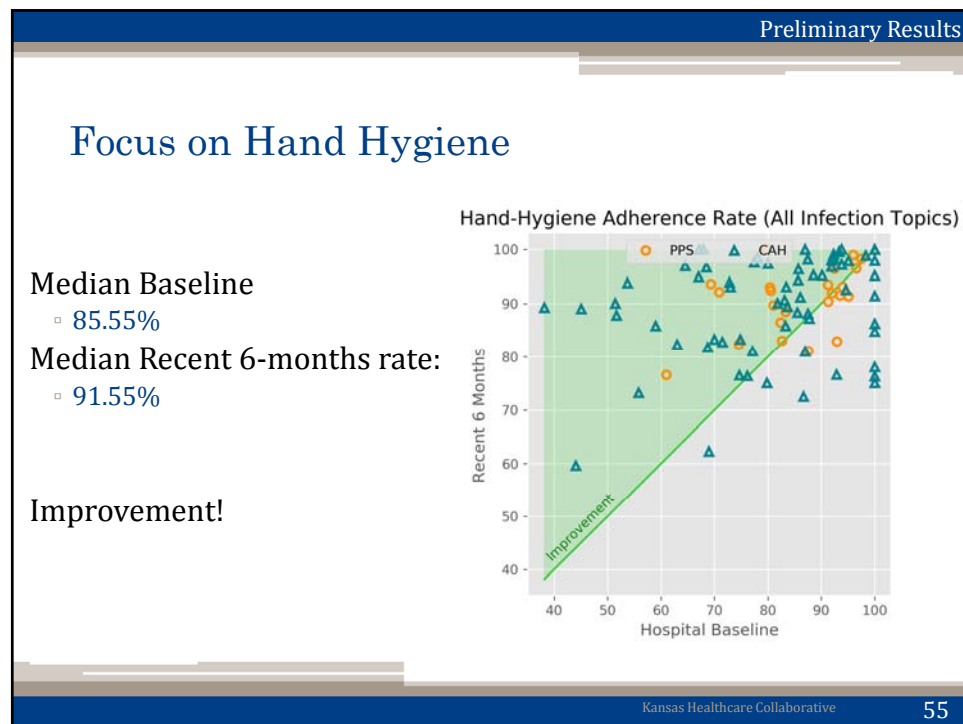 Preliminary Results
Focus on Hand Hygiene
Median Baseline
▫ 85.55%
Median Recent 6-months rate:
▫ 91.55%
Improvement!
Hand-Hygiene Adherence Rate (All Infection Topics)
PPS CAH
100
90
80
70
60
50
40
Recent 6 Months
Improvement
40 50 60 70 80 90 100
Hospital Baseline
Kansas Healthcare Collaborative 55